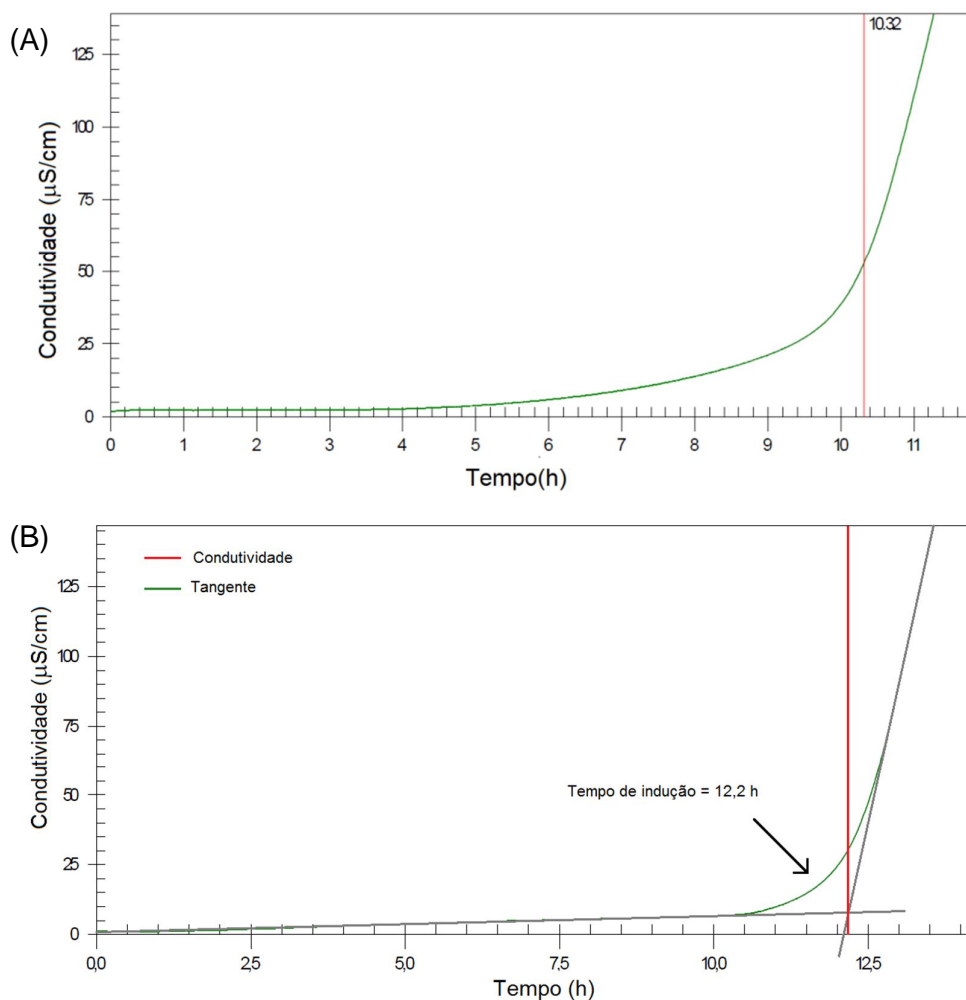 (A)
10.32
125
100
75
50
25
0
Condutividade (µS/cm)
0 1 2 3 4 5 6 7 8 9 10 11
Tempo(h)
(B)
Condutividade
Tangente
125
100
75
50
25
0
Condutividade (µS/cm)
Tempo de indução = 12,2 h
0,0 2,5 5,0 7,5 10,0 12,5
Tempo (h)